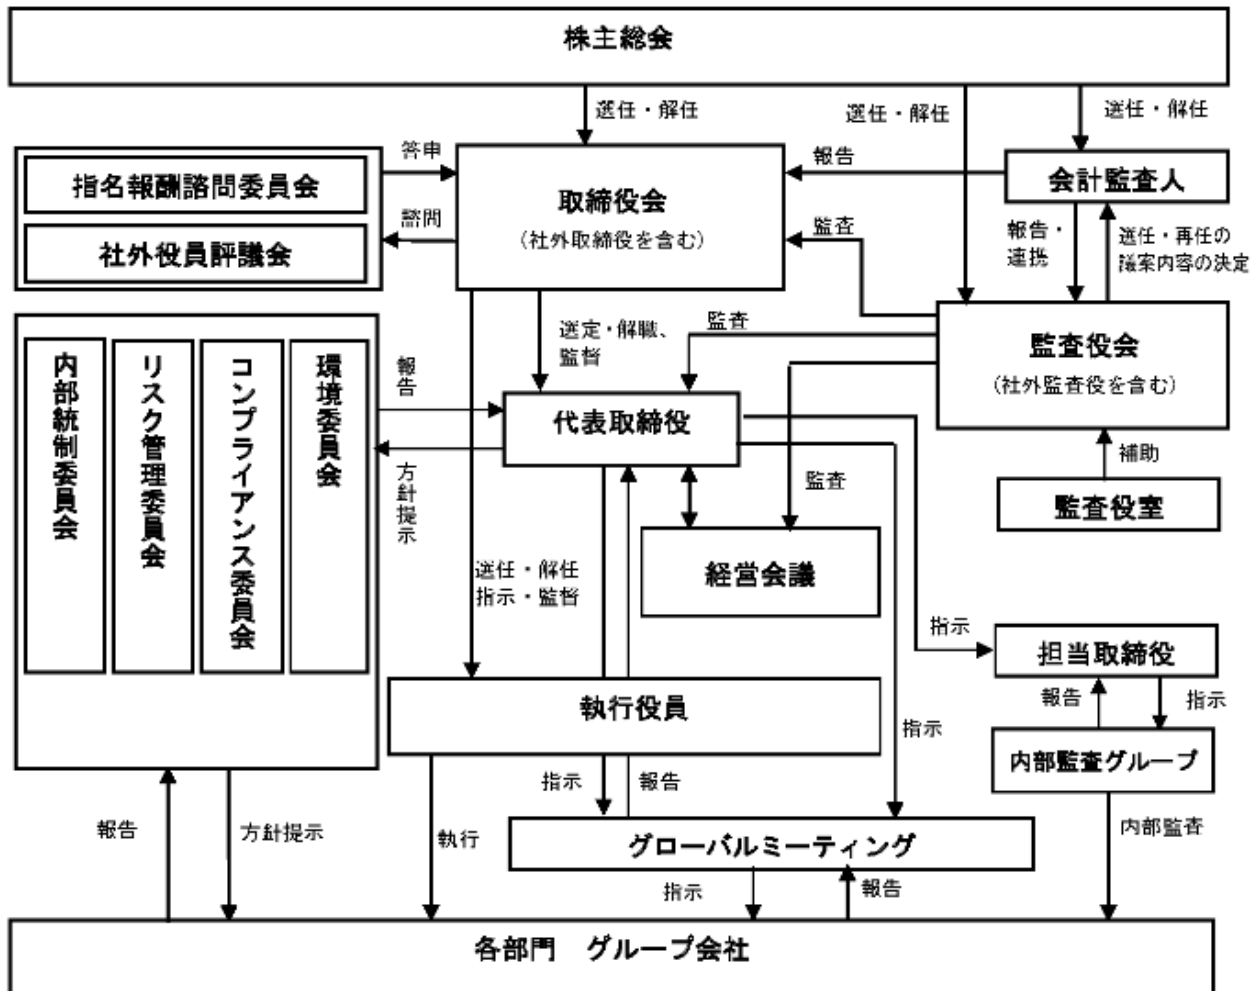 株主総会
選任・解任
選任・解任
選任・解任
答申
報告
指名報酬諮問委員会
取締役会
会計監査人
諮問
監査
(社外取締役を含む)
社外役員評議会
報告・
連携
選任・再任の
議案内容の決定
選定・解職、
監督
監査
監査役会
(社外監査役を含む)
内部統制委員会
リスク管理委員会
コンプライアンス委員会
環境委員会
報告
代表取締役
方針提示
監査
補助
監査役室
経営会議
選任・解任
指示・監督
指示
担当取締役
執行役員
報告
指示
指示
内部監査グループ
指示
報告
報告
方針提示
執行
内部監査
グローバルミーティング
指示
報告
各部門 グループ会社